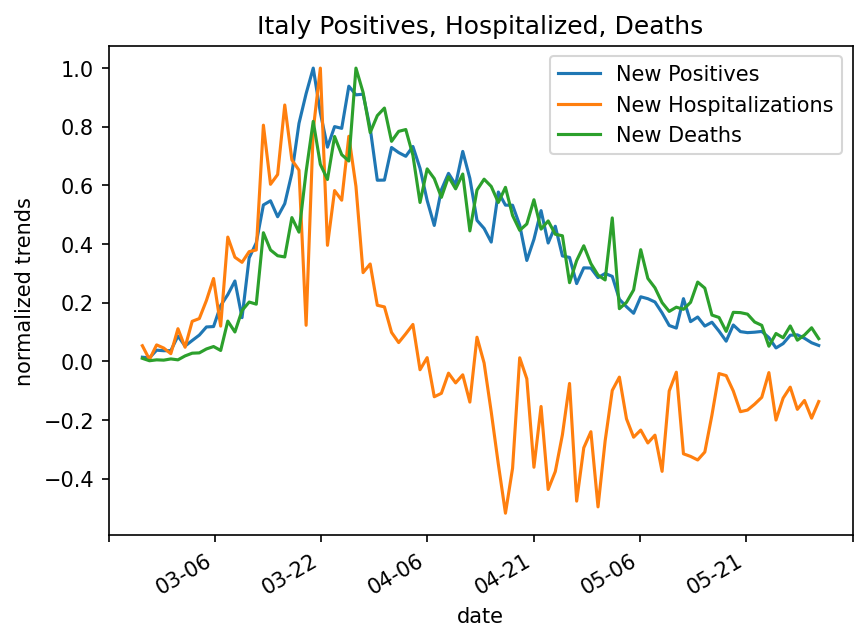 Italy Positives, Hospitalized, Deaths
New Positives
New Hospitalizations
New Deaths
normalized trends
1.0
0.8
0.6
0.4
0.2
0.0
−0.2
−0.4
03-06
03-22
04-06
04-21
05-06
05-21
date